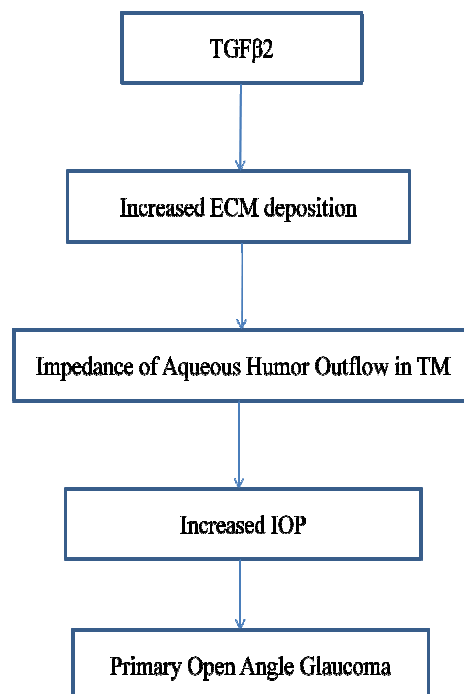 TGFβ2
Increased ECM deposition
Impedance of Aqueous Humor Outflow in TM
Increased IOP
Primary Open Angle Glaucoma